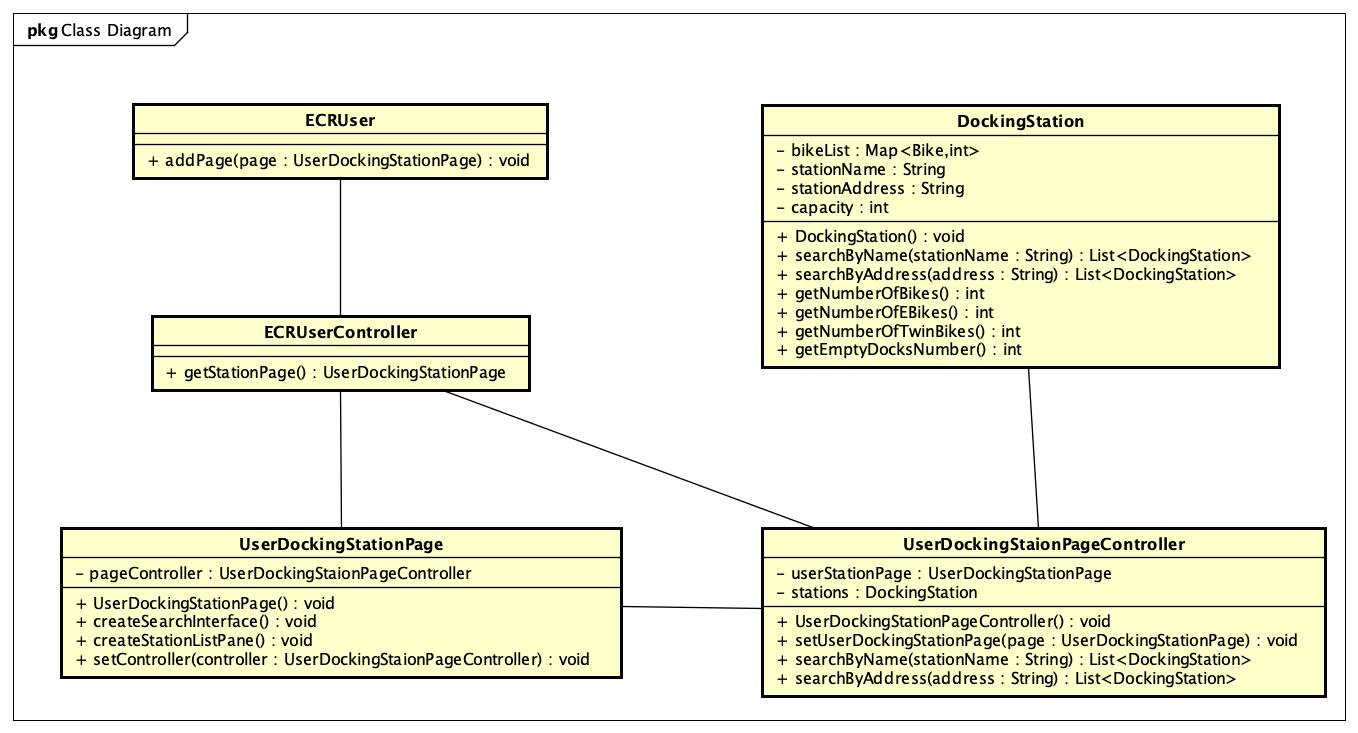 pkg Class Diagram
ECRUser
+ addPage(page : UserDockingStationPage) : void
DockingStation
- bikeList : Map<Bike,int>
- stationName : String
- stationAddress : String
- capacity : int
+ DockingStation() : void
+ searchByName(stationName : String) : List<DockingStation>
+ searchByAddress(address : String) : List<DockingStation>
+ getNumberOfBikes() : int
+ getNumberOfEBikes() : int
+ getNumberOfTwinBikes() : int
+ getEmptyDocksNumber() : int
ECRUserController
+ getStationPage() : UserDockingStationPage
UserDockingStationPage
- pageController : UserDockingStaionPageController
+ UserDockingStationPage() : void
+ createSearchInterface() : void
+ createStationListPane() : void
+ setController(controller : UserDockingStaionPageController) : void
UserDockingStaionPageController
- userStationPage : UserDockingStationPage
- stations : DockingStation
+ UserDockingStationPageController() : void
+ setUserDockingStationPage(page : UserDockingStationPage) : void
+ searchByName(stationName : String) : List<DockingStation>
+ searchByAddress(address : String) : List<DockingStation>